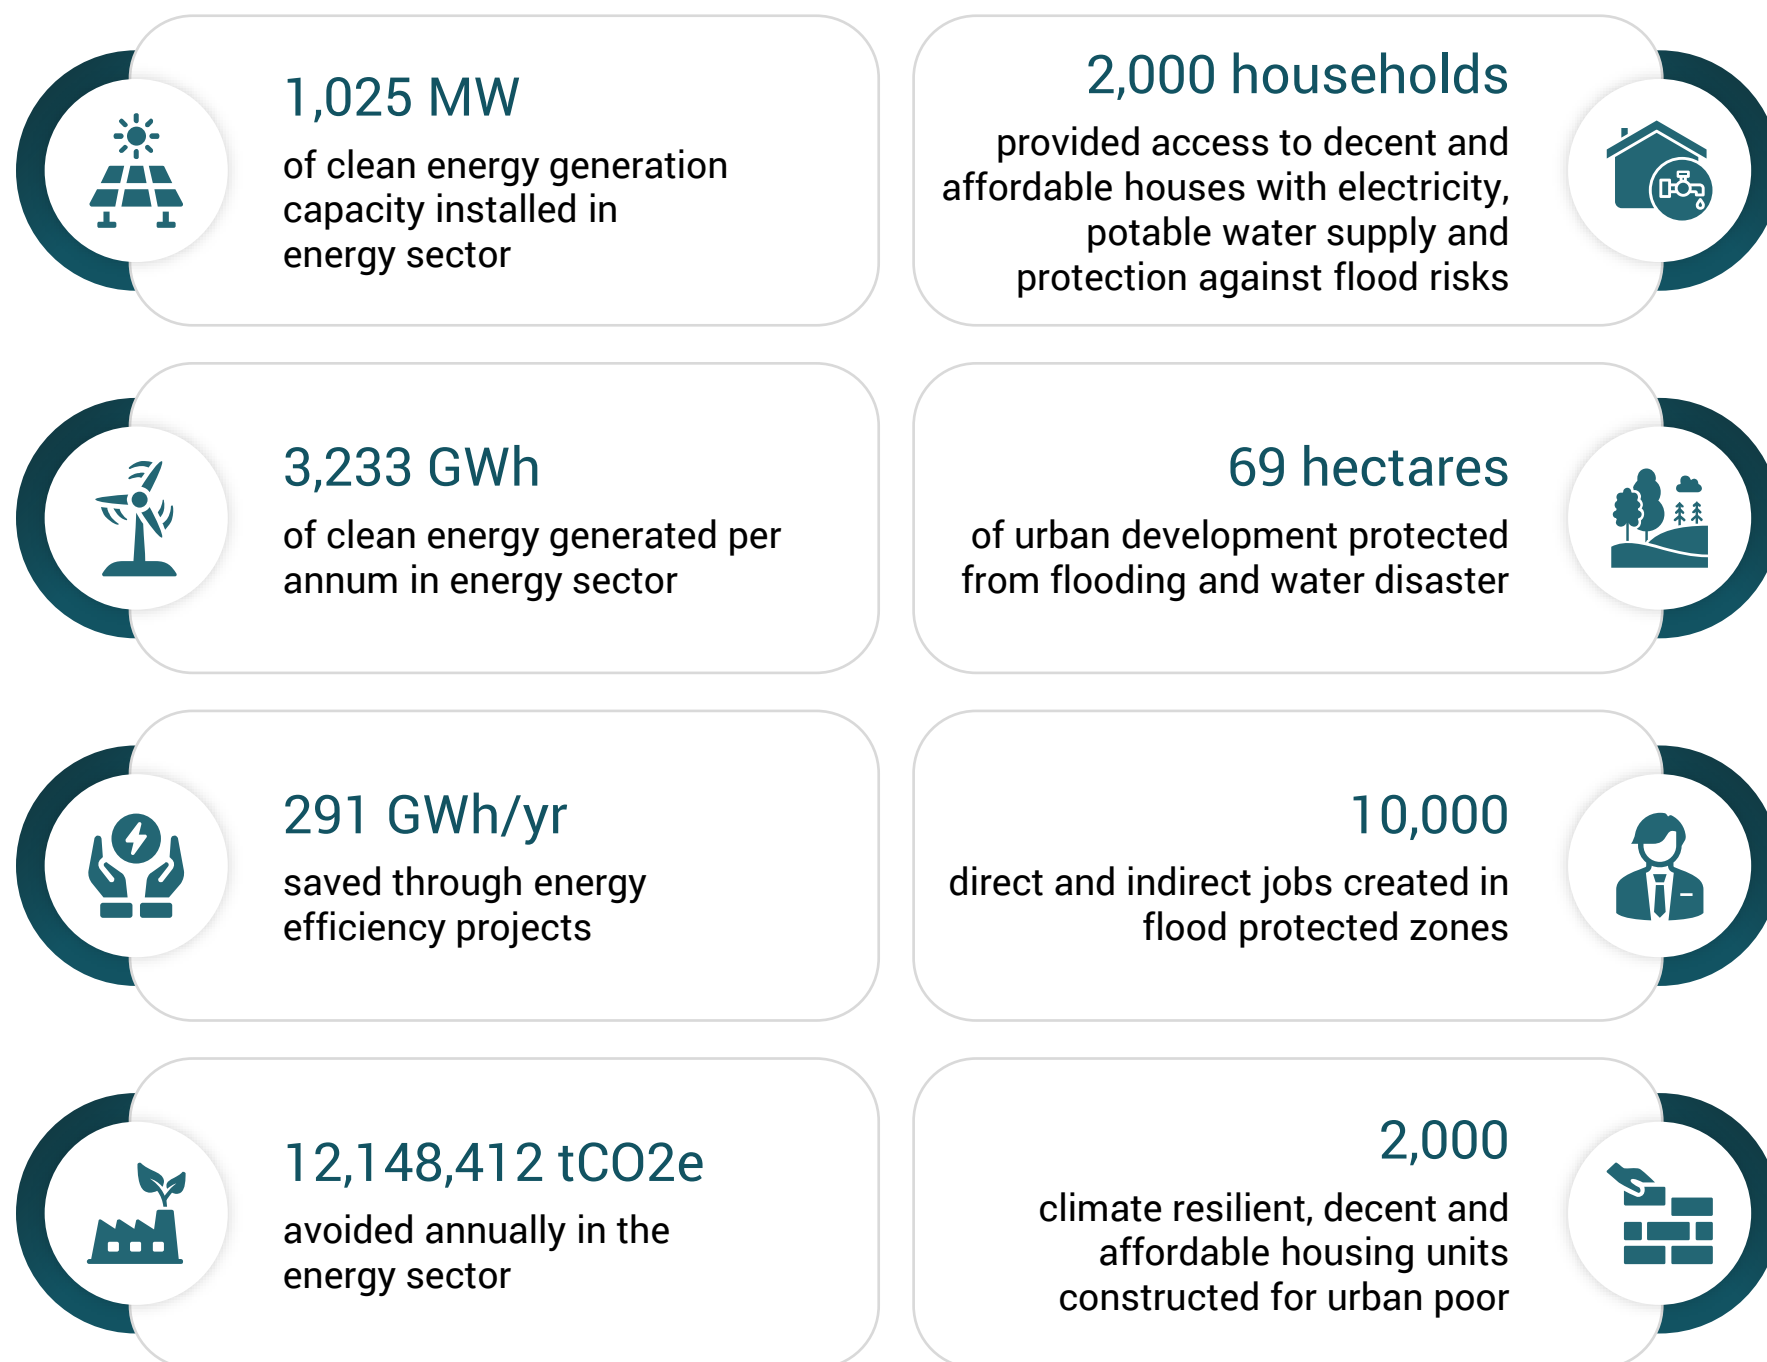 1,025 MW
of clean energy generation
capacity installed in
energy sector
2,000 households
provided access to decent and
affordable houses with electricity,
potable water supply and
protection against flood risks
3,233 GWh
of clean energy generated per
annum in energy sector
69 hectares
of urban development protected
from flooding and water disaster
291 GWh/yr
saved through energy
efficiency projects
10,000
direct and indirect jobs created in
flood protected zones
12,148,412 tCO2e
avoided annually in the
energy sector
2,000
climate resilient, decent and
affordable housing units
constructed for urban poor